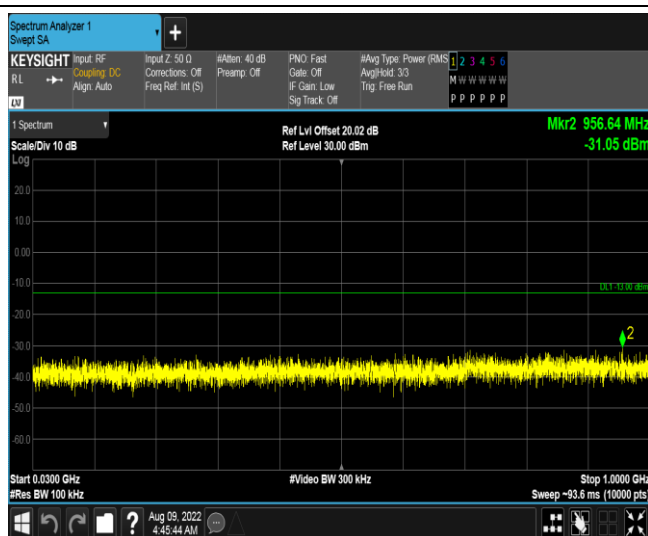 Spectrum Analyzer 1
Swept SA
+
KEYSIGHT
RL
LXI
Input: RF
Coupling: DC
Align: Auto
Input Z: 50 Ω
Corrections: Off
Freq Ref: Int (S)
#Atten: 40 dB
Preamp: Off
PNO: Fast
Gate: Off
IF Gain: Low
Sig Track: Off
#Avg Type: Power (RMS
Avg|Hold: 3/3
Trig: Free Run
1 2 3 4 5 6
M W W W W W
P P P P P P
1 Spectrum
Scale/Div 10 dB
Log
Ref Lvl Offset 20.02 dB
Ref Level 30.00 dBm
Mkr2 956.64 MHz
-31.05 dBm
20.0
10.0
0.00
-10.0
DL1 -13.00 dBm
-20.0
-30.0
2
-40.0
-50.0
-60.0
Start 0.0300 GHz
#Res BW 100 kHz
#Video BW 300 kHz
Stop 1.0000 GHz
Sweep ~93.6 ms (10000 pts)
?
Aug 09, 2022
4:45:44 AM